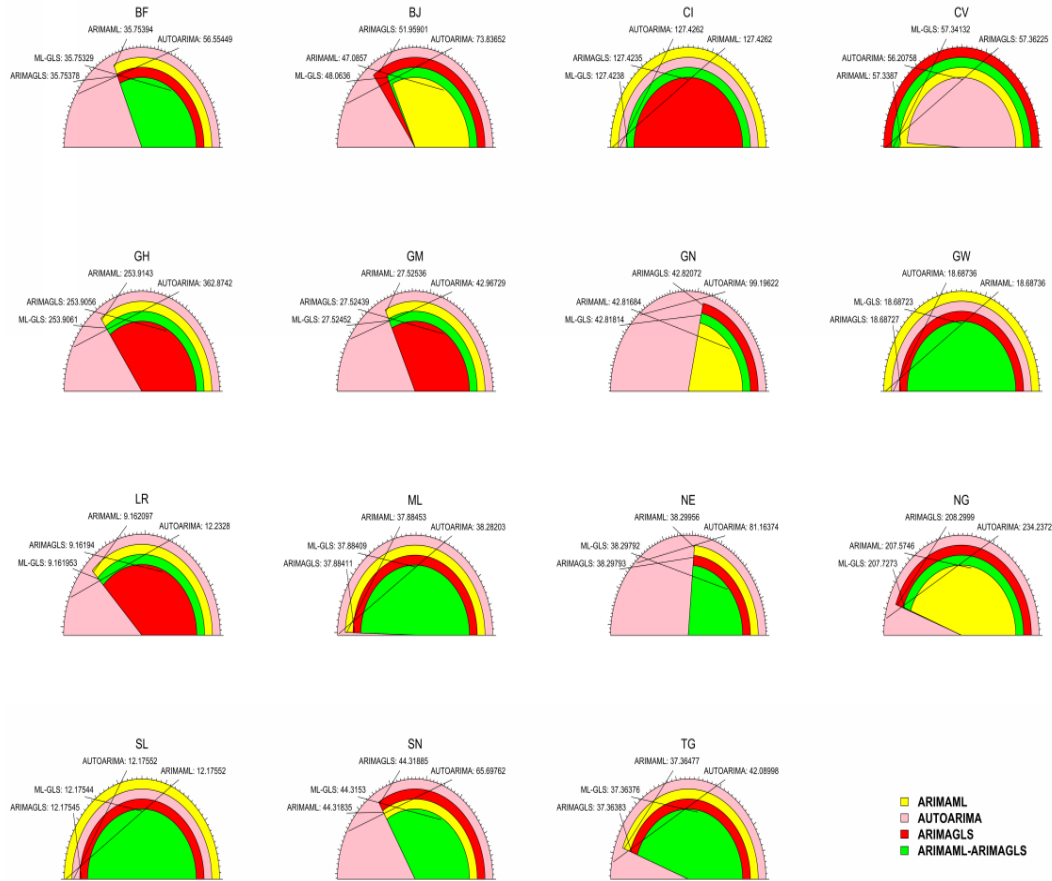 BF
ARIMAML: 35.75394
AUTOARIMA: 56.55449
ML-GLS: 35.75329
ARIMAGLS: 35.75378
BJ
ARIMAGLS: 51.95901
AUTOARIMA: 73.83652
ARIMAML: 47.0857
ML-GLS: 48.0636
CI
AUTOARIMA: 127.4262
ARIMAML: 127.4262
ARIMAGLS: 127.4235
ML-GLS: 127.4238
CV
ML-GLS: 57.34132
ARIMAGLS: 57.36225
AUTOARIMA: 56.20758
ARIMAML: 57.3387
GH
ARIMAML: 253.9143
AUTOARIMA: 362.8742
ARIMAGLS: 253.9056
ML-GLS: 253.9061
GM
ARIMAML: 27.52536
AUTOARIMA: 42.96729
ARIMAGLS: 27.52439
ML-GLS: 27.52452
GN
ARIMAGLS: 42.82072
AUTOARIMA: 99.19622
ARIMAML: 42.81684
ML-GLS: 42.81814
GW
AUTOARIMA: 18.68736
ARIMAML: 18.68736
ML-GLS: 18.68723
ARIMAGLS: 18.68727
LR
ARIMAML: 9.162097
AUTOARIMA: 12.2328
ARIMAGLS: 9.16194
ML-GLS: 9.161953
ML
ARIMAML: 37.88453
AUTOARIMA: 38.28203
ML-GLS: 37.88409
ARIMAGLS: 37.88411
NE
ARIMAML: 38.29956
AUTOARIMA: 81.16374
ML-GLS: 38.29792
ARIMAGLS: 38.29793
NG
ARIMAGLS: 208.2999
AUTOARIMA: 234.2372
ARIMAML: 207.5746
ML-GLS: 207.7273
SL
AUTOARIMA: 12.17552
ARIMAML: 12.17552
ML-GLS: 12.17544
ARIMAGLS: 12.17545
SN
ARIMAGLS: 44.31885
AUTOARIMA: 65.69762
ML-GLS: 44.3153
ARIMAML: 44.31835
TG
ARIMAML: 37.36477
AUTOARIMA: 42.08998
ML-GLS: 37.36376
ARIMAGLS: 37.36383
ARIMAML
AUTOARIMA
ARIMAGLS
ARIMAML-ARIMAGLS